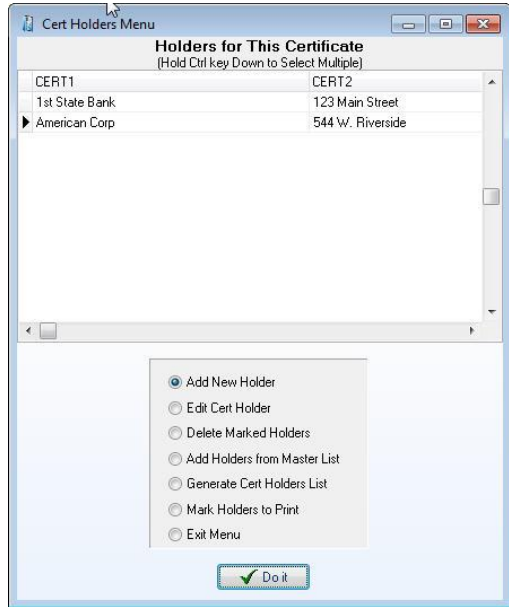 Cert Holders Menu
Holders for This Certificate
(Hold Ctrl key Down to Select Multiple)
CERT1 CERT2
1st State Bank 123 Main Street
American Corp 544 W. Riverside
Add New Holder
Edit Cert Holder
Delete Marked Holders
Add Holders from Master List
Generate Cert Holders List
Mark Holders to Print
Exit Menu
Do it